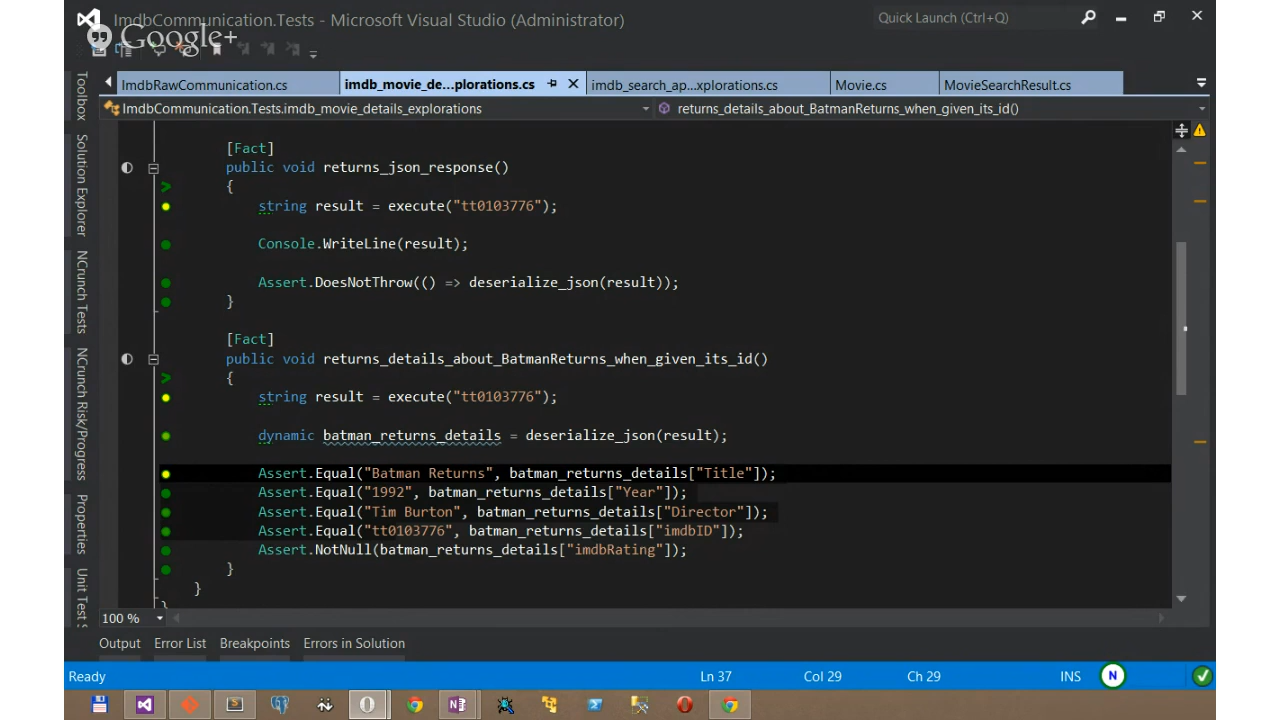 ImdbCommunication.Tests - Microsoft Visual Studio (Administrator)
Quick Launch (Ctrl+Q)
Google+
ImdbRawCommunication.cs
imdb_movie_de...plorations.cs
imdb_search_ap...xplorations.cs
Movie.cs
MovieSearchResult.cs
ImdbCommunication.Tests.imdb_movie_details_explorations
returns_details_about_BatmanReturns_when_given_its_id()
Toolbox
Solution Explorer
NCrunch Tests
NCrunch Risk/Progress
Properties
Unit Test S
[Fact]
public void returns_json_response()
{
string result = execute("tt0103776");
Console.WriteLine(result);
Assert.DoesNotThrow(() => deserialize_json(result));
}
[Fact]
public void returns_details_about_BatmanReturns_when_given_its_id()
{
string result = execute("tt0103776");
dynamic batman_returns_details = deserialize_json(result);
Assert.Equal("Batman Returns", batman_returns_details["Title"]);
Assert.Equal("1992", batman_returns_details["Year"]);
Assert.Equal("Tim Burton", batman_returns_details["Director"]);
Assert.Equal("tt0103776", batman_returns_details["imdbID"]);
Assert.NotNull(batman_returns_details["imdbRating"]);
}
}
}
100 %
Output Error List Breakpoints Errors in Solution
Ready Ln 37 Col 29 Ch 29 INS N